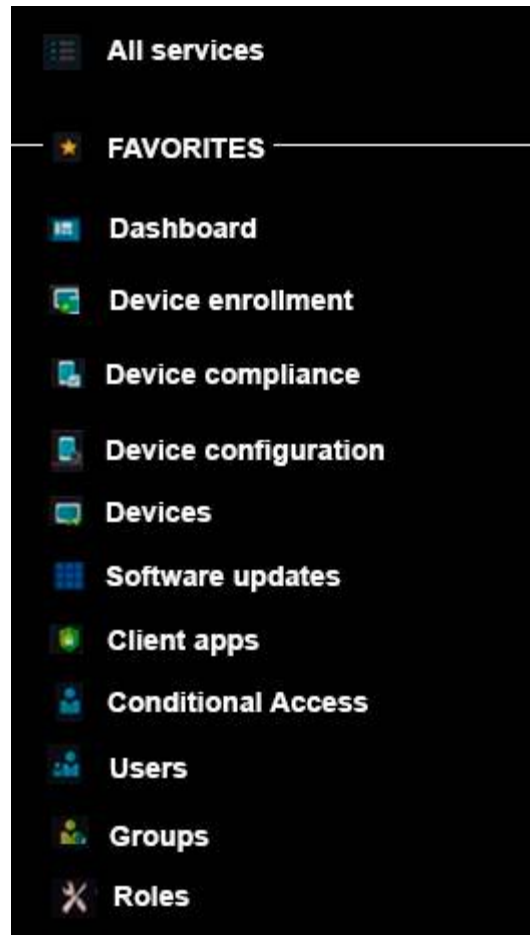 All services
FAVORITES
Dashboard
Device enrollment
Device compliance
Device configuration
Devices
Software updates
Client apps
Conditional Access
Users
Groups
Roles